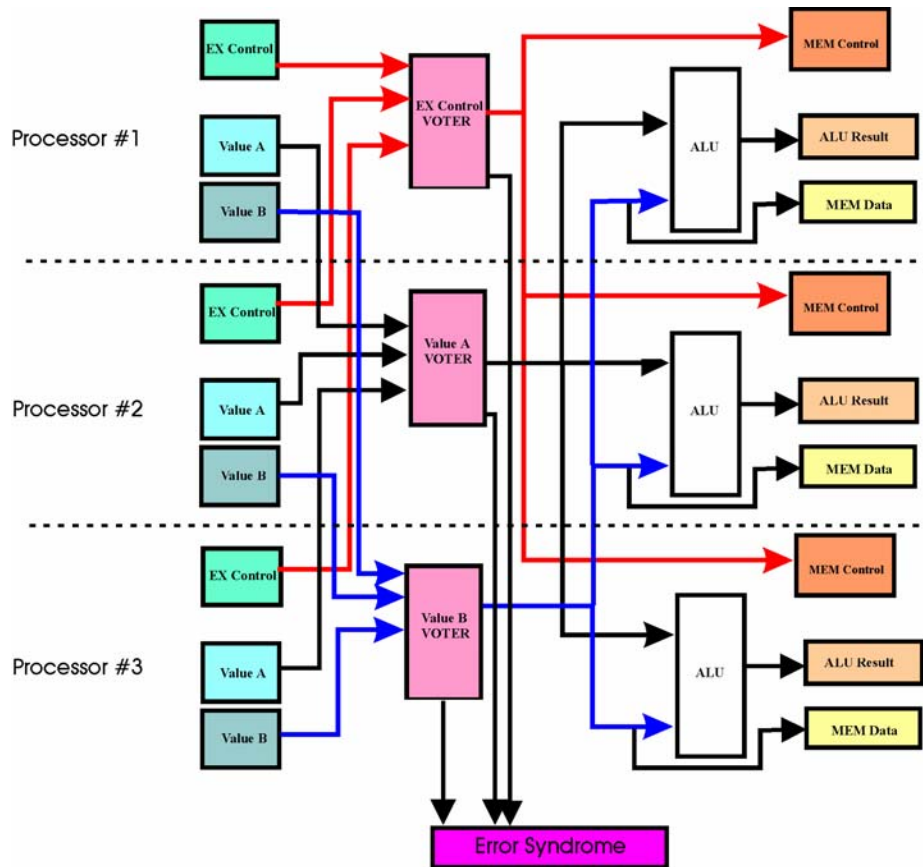 EX Control
MEM Control
EX Control
VOTER
Processor #1
Value A
ALU
ALU Result
Value B
MEM Data
EX Control
MEM Control
Value A
VOTER
Processor #2
Value A
ALU
ALU Result
Value B
MEM Data
EX Control
MEM Control
Value B
VOTER
Processor #3
Value A
ALU
ALU Result
Value B
MEM Data
Error Syndrome